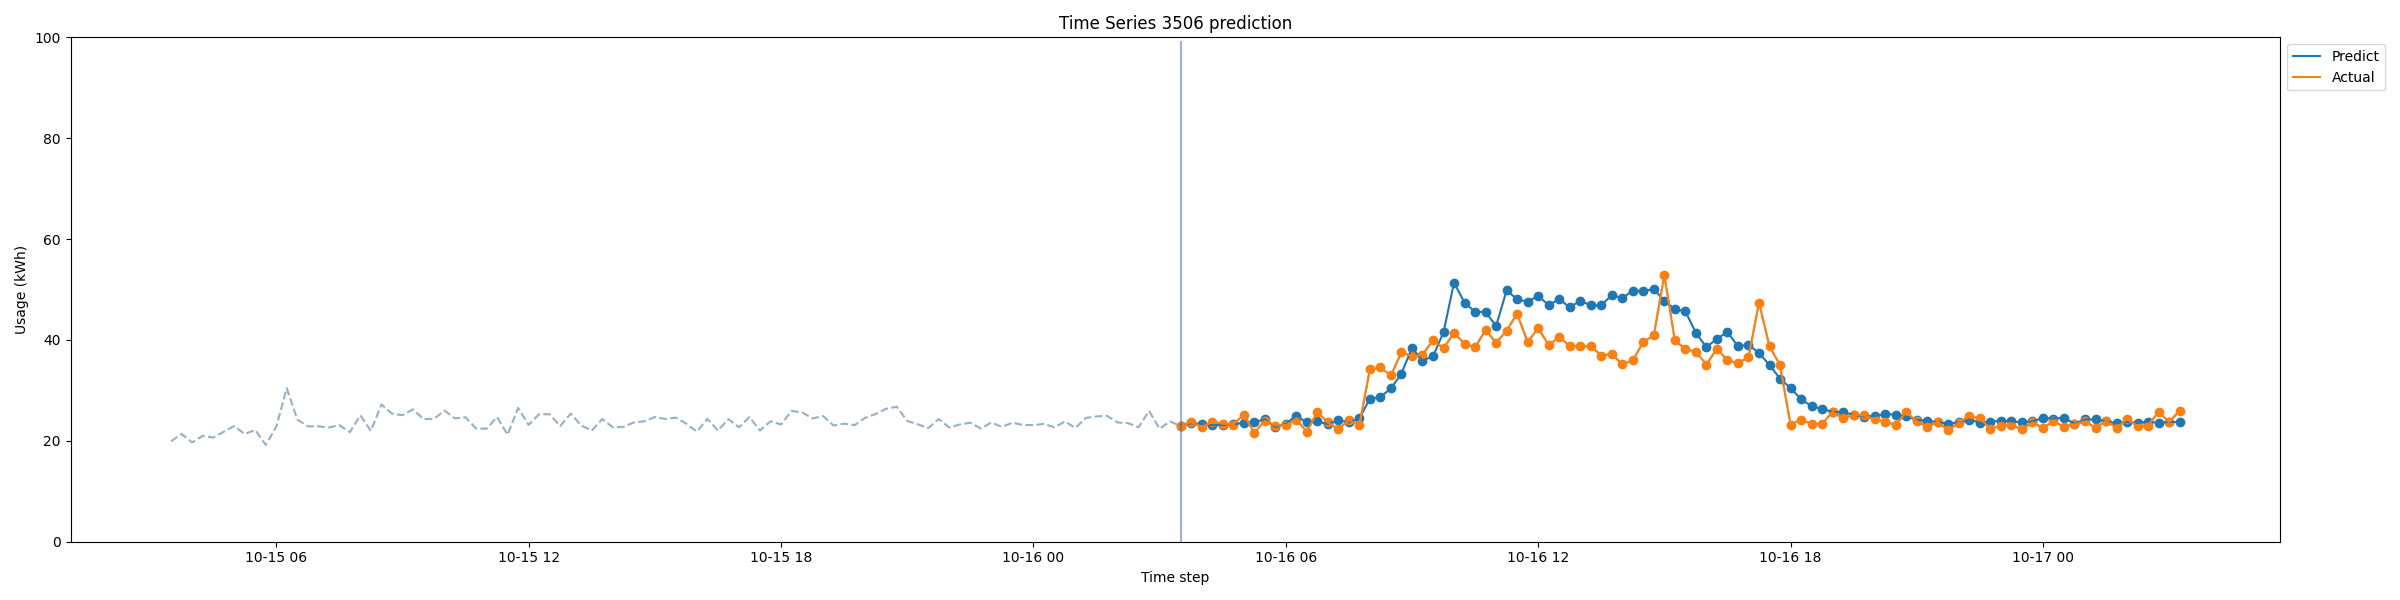 Time Series 3506 prediction
100
80
60
40
20
0
Usage (kWh)
10-15 06
10-15 12
10-15 18
10-16 00
10-16 06
10-16 12
10-16 18
10-17 00
Time step
Predict
Actual